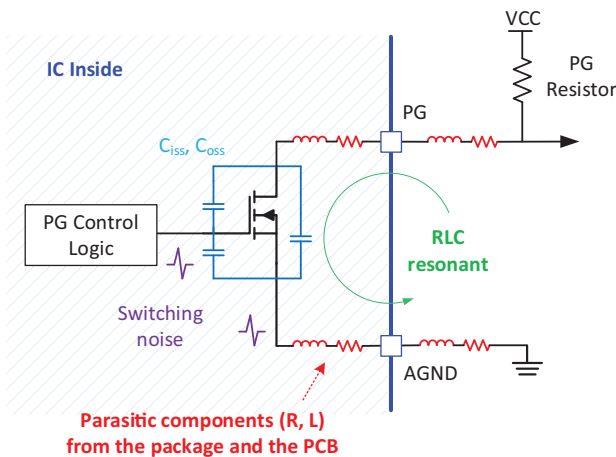 VCC
IC Inside
PG
Resistor
PG
Ciss, Coss
PG Control
Logic
RLC
resonant
Switching
noise
AGND
Parasitic components (R, L)
from the package and the PCB